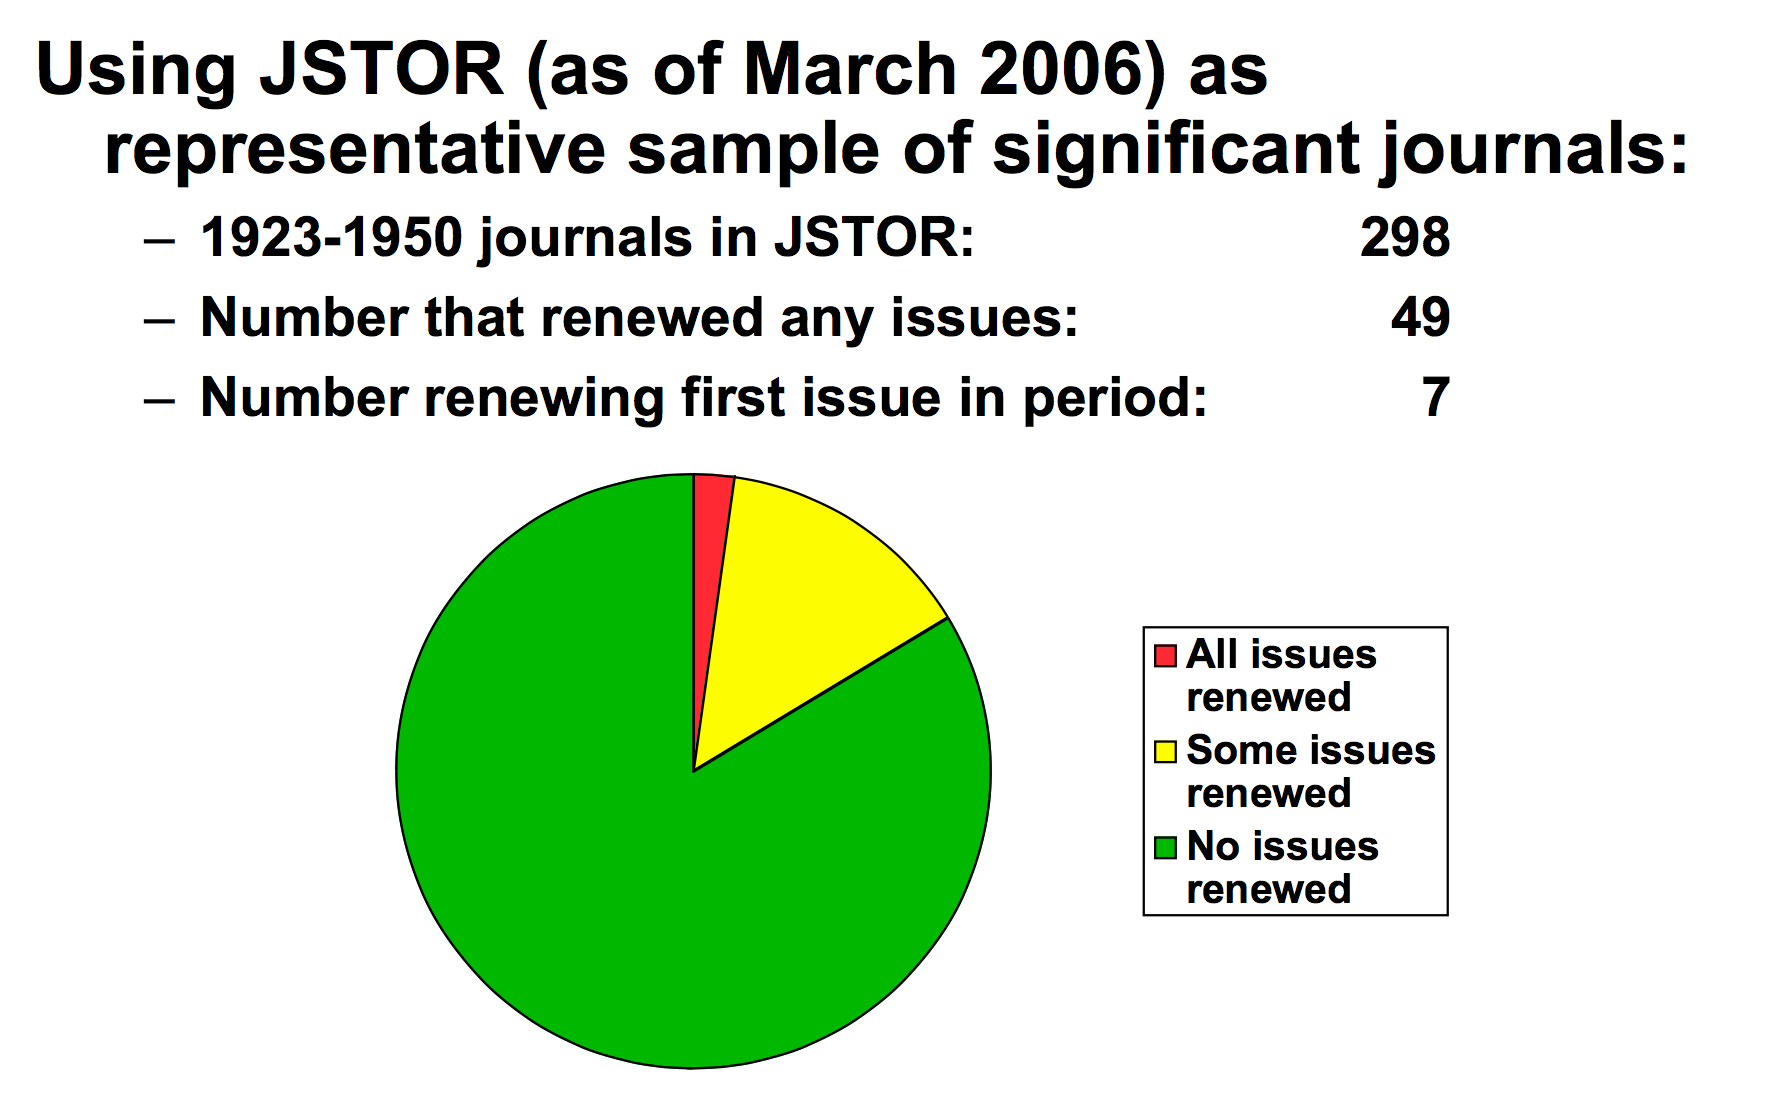 Using JSTOR (as of March 2006) as
representative sample of significant journals:
– 1923-1950 journals in JSTOR: 298
– Number that renewed any issues: 49
– Number renewing first issue in period: 7
All issues
renewed
Some issues
renewed
No issues
renewed